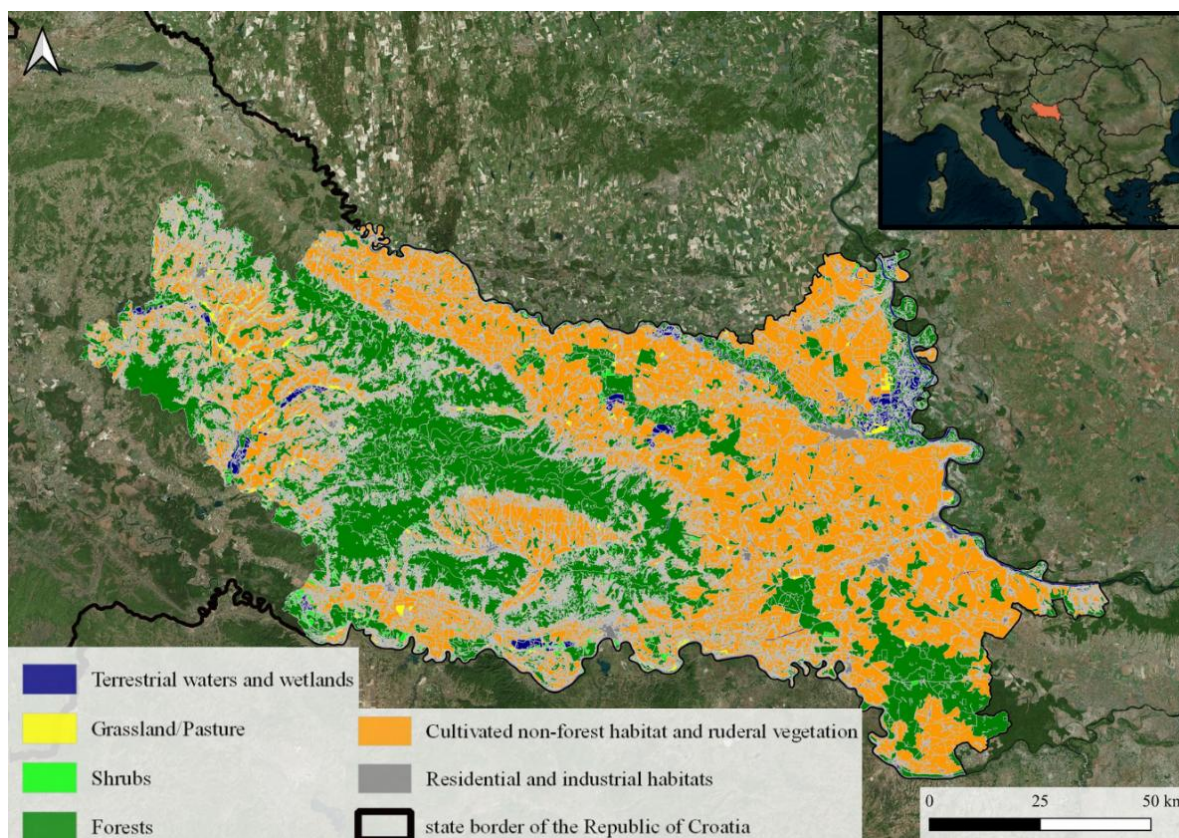 Terrestrial waters and wetlands
Grassland/Pasture
Shrubs
Forests
Cultivated non-forest habitat and ruderal vegetation
Residential and industrial habitats
state border of the Republic of Croatia
0 25 50 km